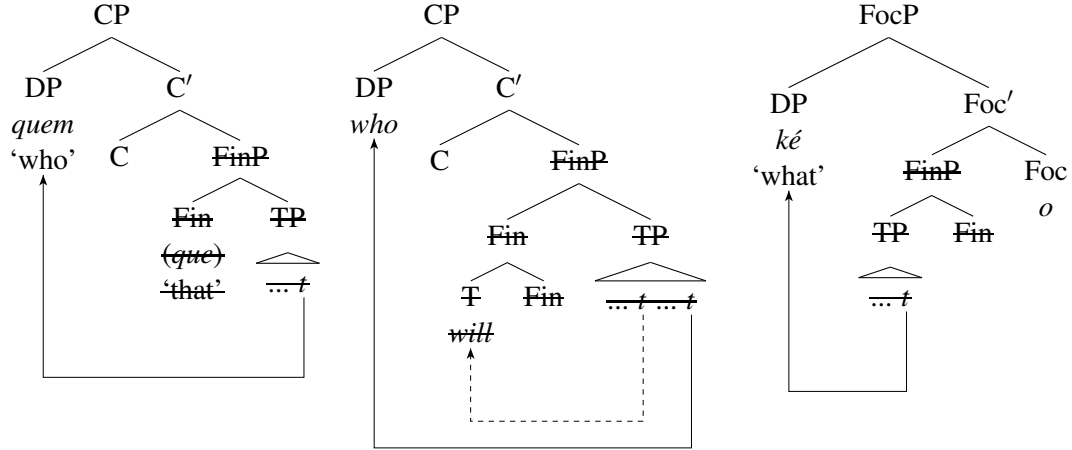 CP
DP C′
quem
‘who’
C FinP
Fin TP
(que)
‘that’
... t
CP
DP C′
who
C FinP
Fin TP
T Fin
will
... t ... t
FocP
DP Foc′
ké
‘what’
FinP Foc
o
TP Fin
... t